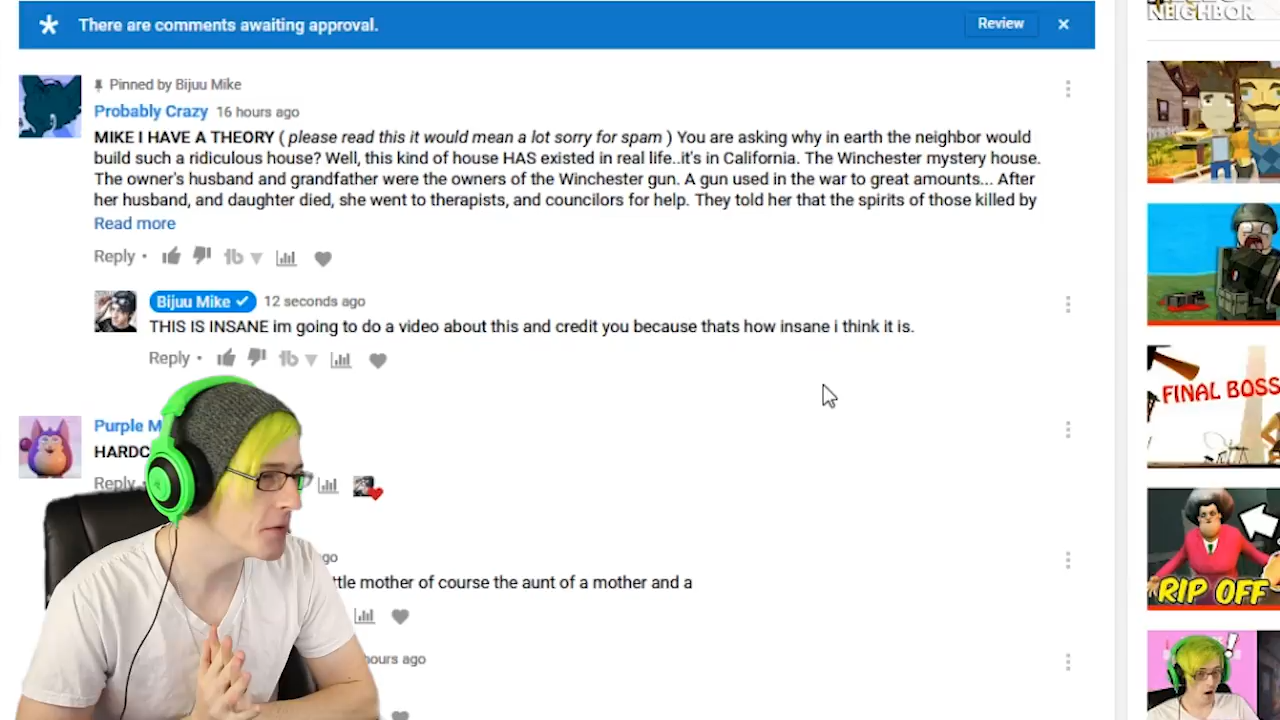 NEIGHBOR
There are comments awaiting approval.
Review
Pinned by Bijuu Mike
Probably Crazy 16 hours ago
MIKE I HAVE A THEORY ( please read this it would mean a lot sorry for spam ) You are asking why in earth the neighbor would
build such a ridiculous house? Well, this kind of house HAS existed in real life..it's in California. The Winchester mystery house.
The owner's husband and grandfather were the owners of the Winchester gun. A gun used in the war to great amounts... After
her husband, and daughter died, she went to therapists, and councilors for help. They told her that the spirits of those killed by
Read more
Reply
Bijuu Mike 12 seconds ago
THIS IS INSANE im going to do a video about this and credit you because thats how insane i think it is.
Reply
FINAL BOSS
Purple M
HARDC
Reply
go
ttle mother of course the aunt of a mother and a
RIP OFF
hours ago